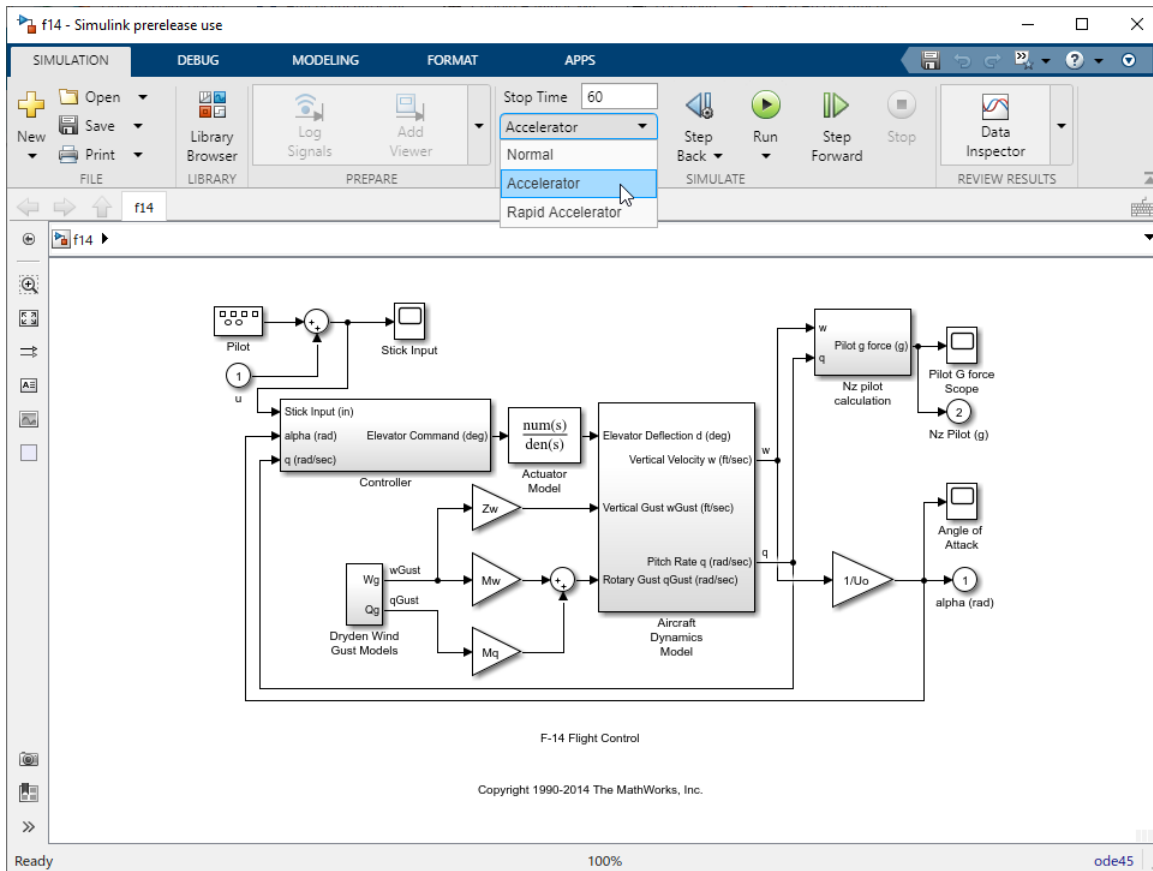 f14 - Simulink prerelease use
SIMULATION
DEBUG
MODELING
FORMAT
APPS
New
Open
Save
Print
FILE
Library
Browser
LIBRARY
Log
Signals
Add
Viewer
PREPARE
Stop Time
60
Accelerator
Normal
Accelerator
Rapid Accelerator
Step
Back
Run
Step
Forward
Stop
SIMULATE
Data
Inspector
REVIEW RESULTS
f14
f14
Pilot
1
u
Stick Input
Stick Input (in)
alpha (rad)
q (rad/sec)
Elevator Command (deg)
Controller
num(s)
den(s)
Actuator
Model
Elevator Deflection d (deg)
Vertical Velocity w (ft/sec)
Vertical Gust wGust (ft/sec)
Pitch Rate q (rad/sec)
Rotary Gust qGust (rad/sec)
Aircraft
Dynamics
Model
w
q
w
q
Pilot g force (g)
Nz pilot
calculation
Pilot G force
Scope
2
Nz Pilot (g)
Angle of
Attack
1/Uo
1
alpha (rad)
Zw
Mw
Mq
Wg
Qg
wGust
qGust
Dryden Wind
Gust Models
F-14 Flight Control
Copyright 1990-2014 The MathWorks, Inc.
Ready
100%
ode45